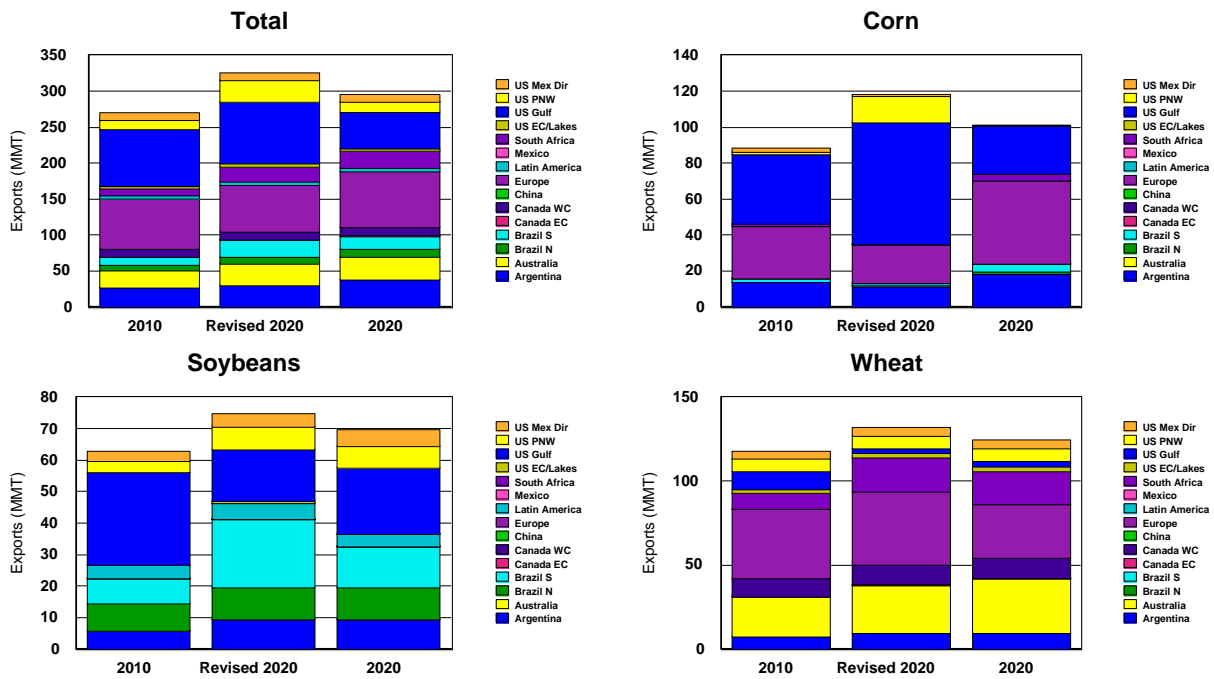 Total
Exports (MMT)
350
300
250
200
150
100
50
0
2010
Revised 2020
2020
US Mex Dir
US PNW
US Gulf
US EC/Lakes
South Africa
Mexico
Latin America
Europe
China
Canada WC
Canada EC
Brazil S
Brazil N
Australia
Argentina
Corn
Exports (MMT)
140
120
100
80
60
40
20
0
2010
Revised 2020
2020
US Mex Dir
US PNW
US Gulf
US EC/Lakes
South Africa
Mexico
Latin America
Europe
China
Canada WC
Canada EC
Brazil S
Brazil N
Australia
Argentina
Soybeans
Exports (MMT)
80
70
60
50
40
30
20
10
0
2010
Revised 2020
2020
US Mex Dir
US PNW
US Gulf
US EC/Lakes
South Africa
Mexico
Latin America
Europe
China
Canada WC
Canada EC
Brazil S
Brazil N
Australia
Argentina
Wheat
Exports (MMT)
150
100
50
0
2010
Revised 2020
2020
US Mex Dir
US PNW
US Gulf
US EC/Lakes
South Africa
Mexico
Latin America
Europe
China
Canada WC
Canada EC
Brazil S
Brazil N
Australia
Argentina